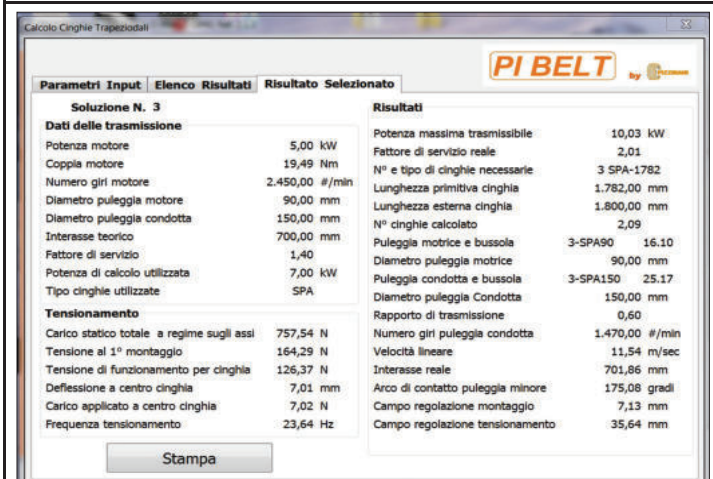 Calcolo Cinghie Trapeziodali
PI BELT by
Parametri Input Elenco Risultati Risultato Selezionato
Soluzione N. 3
Dati delle trasmissione
Potenza motore 5,00 kW
Coppia motore 19,49 Nm
Numero giri motore 2.450,00 #/min
Diametro puleggia motore 90,00 mm
Diametro puleggia condotta 150,00 mm
Interasse teorico 700,00 mm
Fattore di servizio 1,40
Potenza di calcolo utilizzata 7,00 kW
Tipo cinghie utilizzate SPA
Tensionamento
Carico statico totale a regime sugli assi 757,54 N
Tensione al 1° montaggio 164,29 N
Tensione di funzionamento per cinghia 126,37 N
Deflessione a centro cinghia 7,01 mm
Carico applicato a centro cinghia 7,02 N
Frequenza tensionamento 23,64 Hz
Stampa
Risultati
Potenza massima trasmissibile 10,03 kW
Fattore di servizio reale 2,01
N° e tipo di cinghie necessarie 3 SPA-1782
Lunghezza primitiva cinghia 1.782,00 mm
Lunghezza esterna cinghia 1.800,00 mm
N° cinghie calcolato 2,09
Puleggia motrice e bussola 3-SPA90 16.10
Diametro puleggia motrice 90,00 mm
Puleggia condotta e bussola 3-SPA150 25.17
Diametro puleggia Condotta 150,00 mm
Rapporto di trasmissione 0,60
Numero giri puleggia condotta 1.470,00 #/min
Velocità lineare 11,54 m/sec
Interasse reale 701,86 mm
Arco di contatto puleggia minore 175,08 gradi
Campo regolazione montaggio 7,13 mm
Campo regolazione tensionamento 35,64 mm